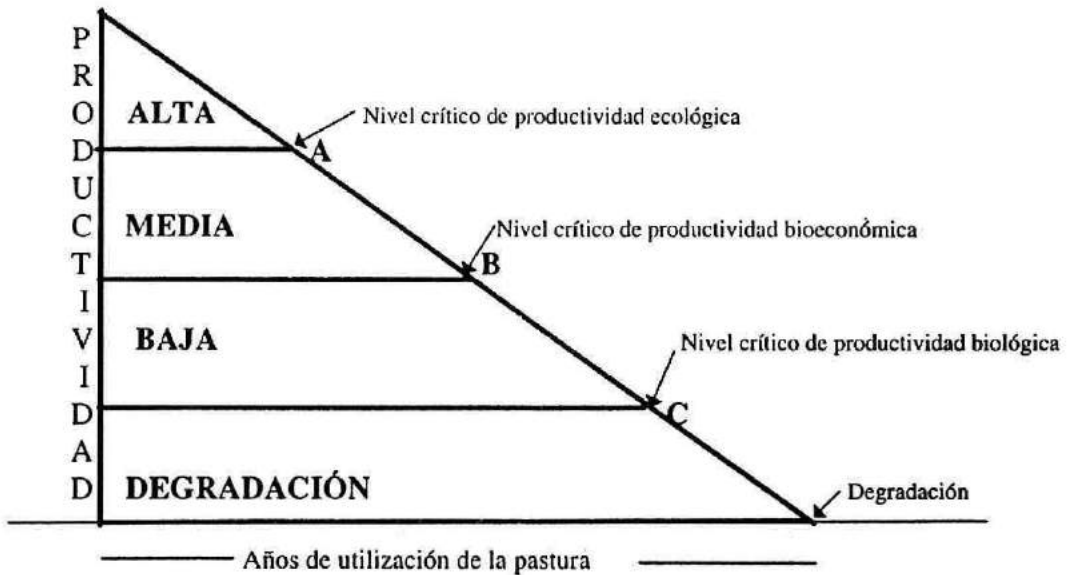 PRODUCTIVIDAD
ALTA
Nivel crítico de productividad ecológica
A
MEDIA
Nivel crítico de productividad bioeconómica
B
BAJA
Nivel crítico de productividad biológica
C
DEGRADACIÓN
Degradación
Años de utilización de la pastura